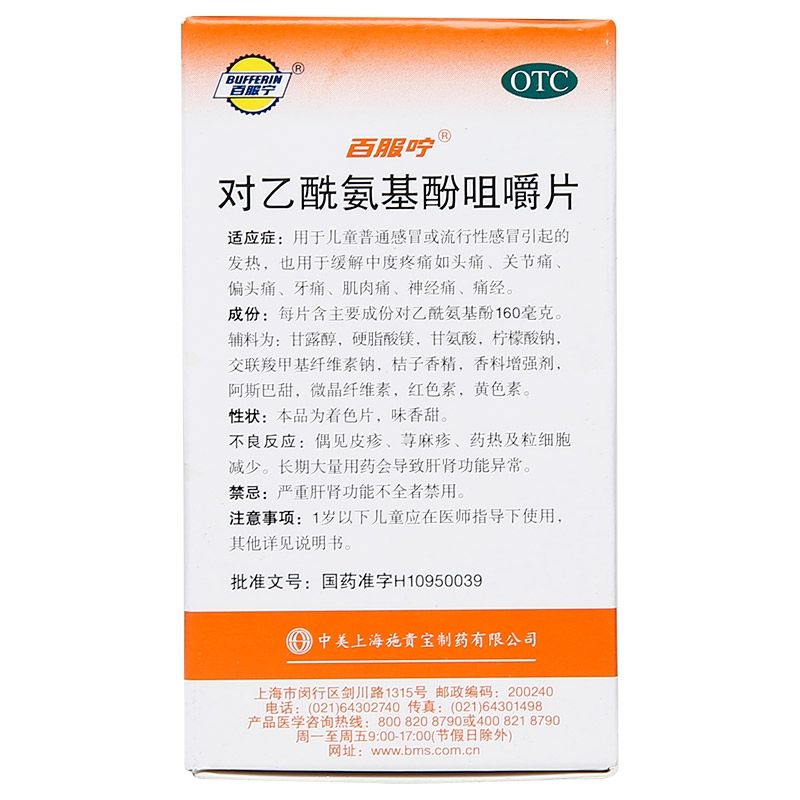 BUFFERIN
百服宁
®
OTC
百服咛®
对乙酰氨基酚咀嚼片
适应症：用于儿童普通感冒或流行性感冒引起的
发热，也用于缓解中度疼痛如头痛、关节痛、
偏头痛、牙痛、肌肉痛、神经痛、痛经。
成份：每片含主要成份对乙酰氨基酚160毫克。
辅料为：甘露醇，硬脂酸镁，甘氨酸，柠檬酸钠，
交联羧甲基纤维素钠，桔子香精，香料增强剂，
阿斯巴甜，微晶纤维素，红色素，黄色素。
性状：本品为着色片，味香甜。
不良反应：偶见皮疹、荨麻疹、药热及粒细胞
减少。长期大量用药会导致肝肾功能异常。
禁忌：严重肝肾功能不全者禁用。
注意事项：1岁以下儿童应在医师指导下使用，
其他详见说明书。
批准文号：国药准字H10950039
中美上海施贵宝制药有限公司
上海市闵行区剑川路1315号 邮政编码：200240
电话：(021)64302740 传真：(021)64301498
产品医学咨询热线：800 820 8790或400 821 8790
周一至周五9:00-17:00(节假日除外)
网址：www.bms.com.cn